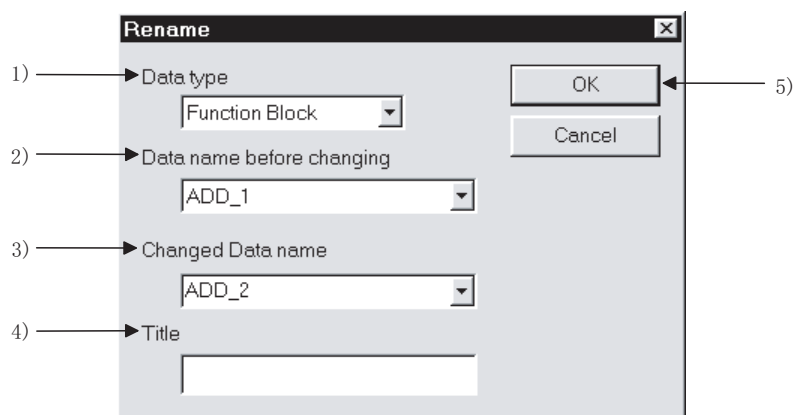 Rename
1)
Data type
OK
5)
Function Block
Cancel
2)
Data name before changing
ADD_1
3)
Changed Data name
ADD_2
4)
Title